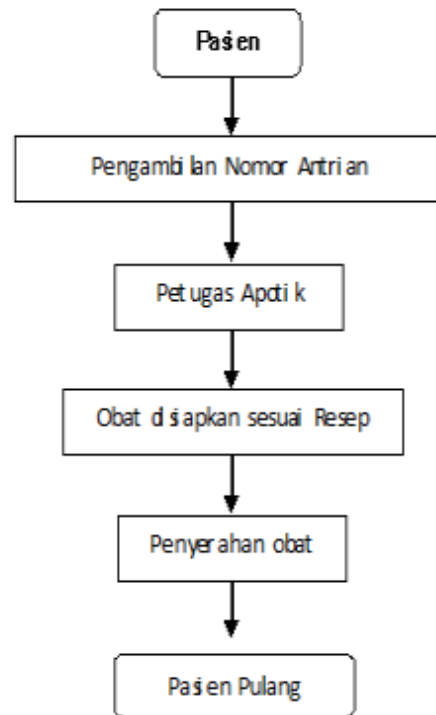 Pasien
Pengambilan Nomor Antrian
Petugas Apotik
Obat disiapkan sesuai Resep
Penyerahan obat
Pasien Pulang